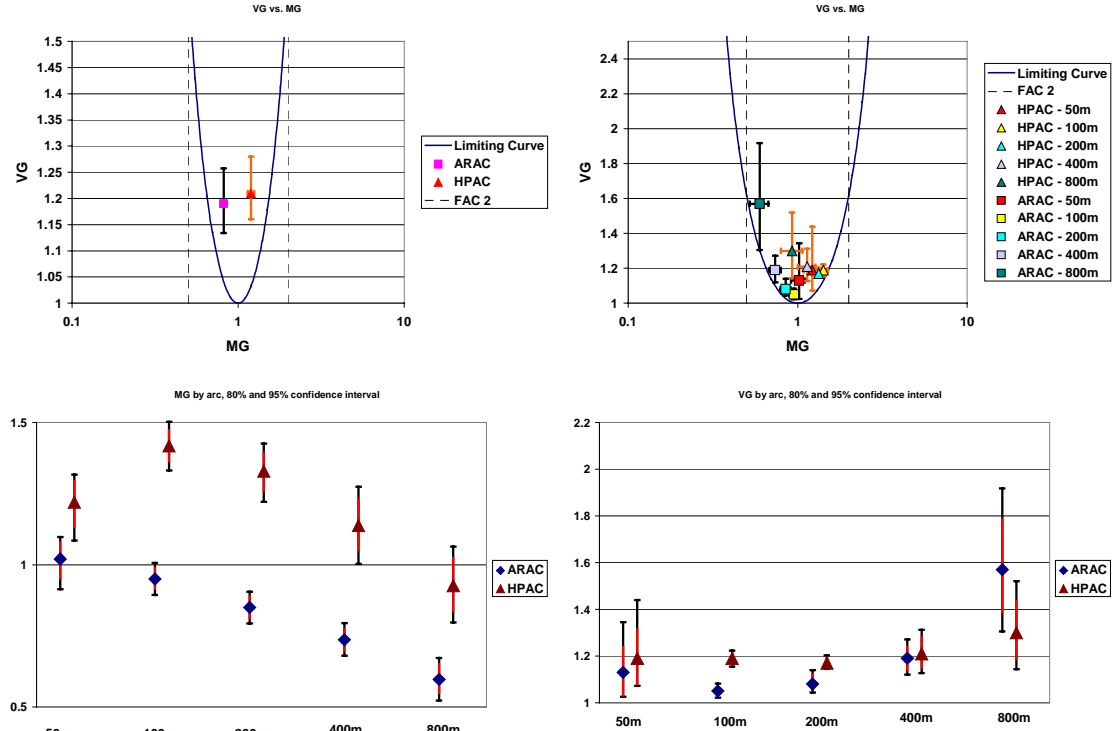 VG vs. MG
1.5
1.45
1.4
1.35
1.3
1.25
1.2
1.15
1.1
1.05
1
VG
0.1
1
10
MG
Limiting Curve
ARAC
HPAC
FAC 2
VG vs. MG
2.4
2.2
2
1.8
1.6
1.4
1.2
1
VG
0.1
1
10
MG
Limiting Curve
FAC 2
HPAC - 50m
HPAC - 100m
HPAC - 200m
HPAC - 400m
HPAC - 800m
ARAC - 50m
ARAC - 100m
ARAC - 200m
ARAC - 400m
ARAC - 800m
MG by arc, 80% and 95% confidence interval
1.5
1
0.5
400m
800m
ARAC
HPAC
VG by arc, 80% and 95% confidence interval
2.2
2
1.8
1.6
1.4
1.2
1
50m
100m
200m
400m
800m
ARAC
HPAC